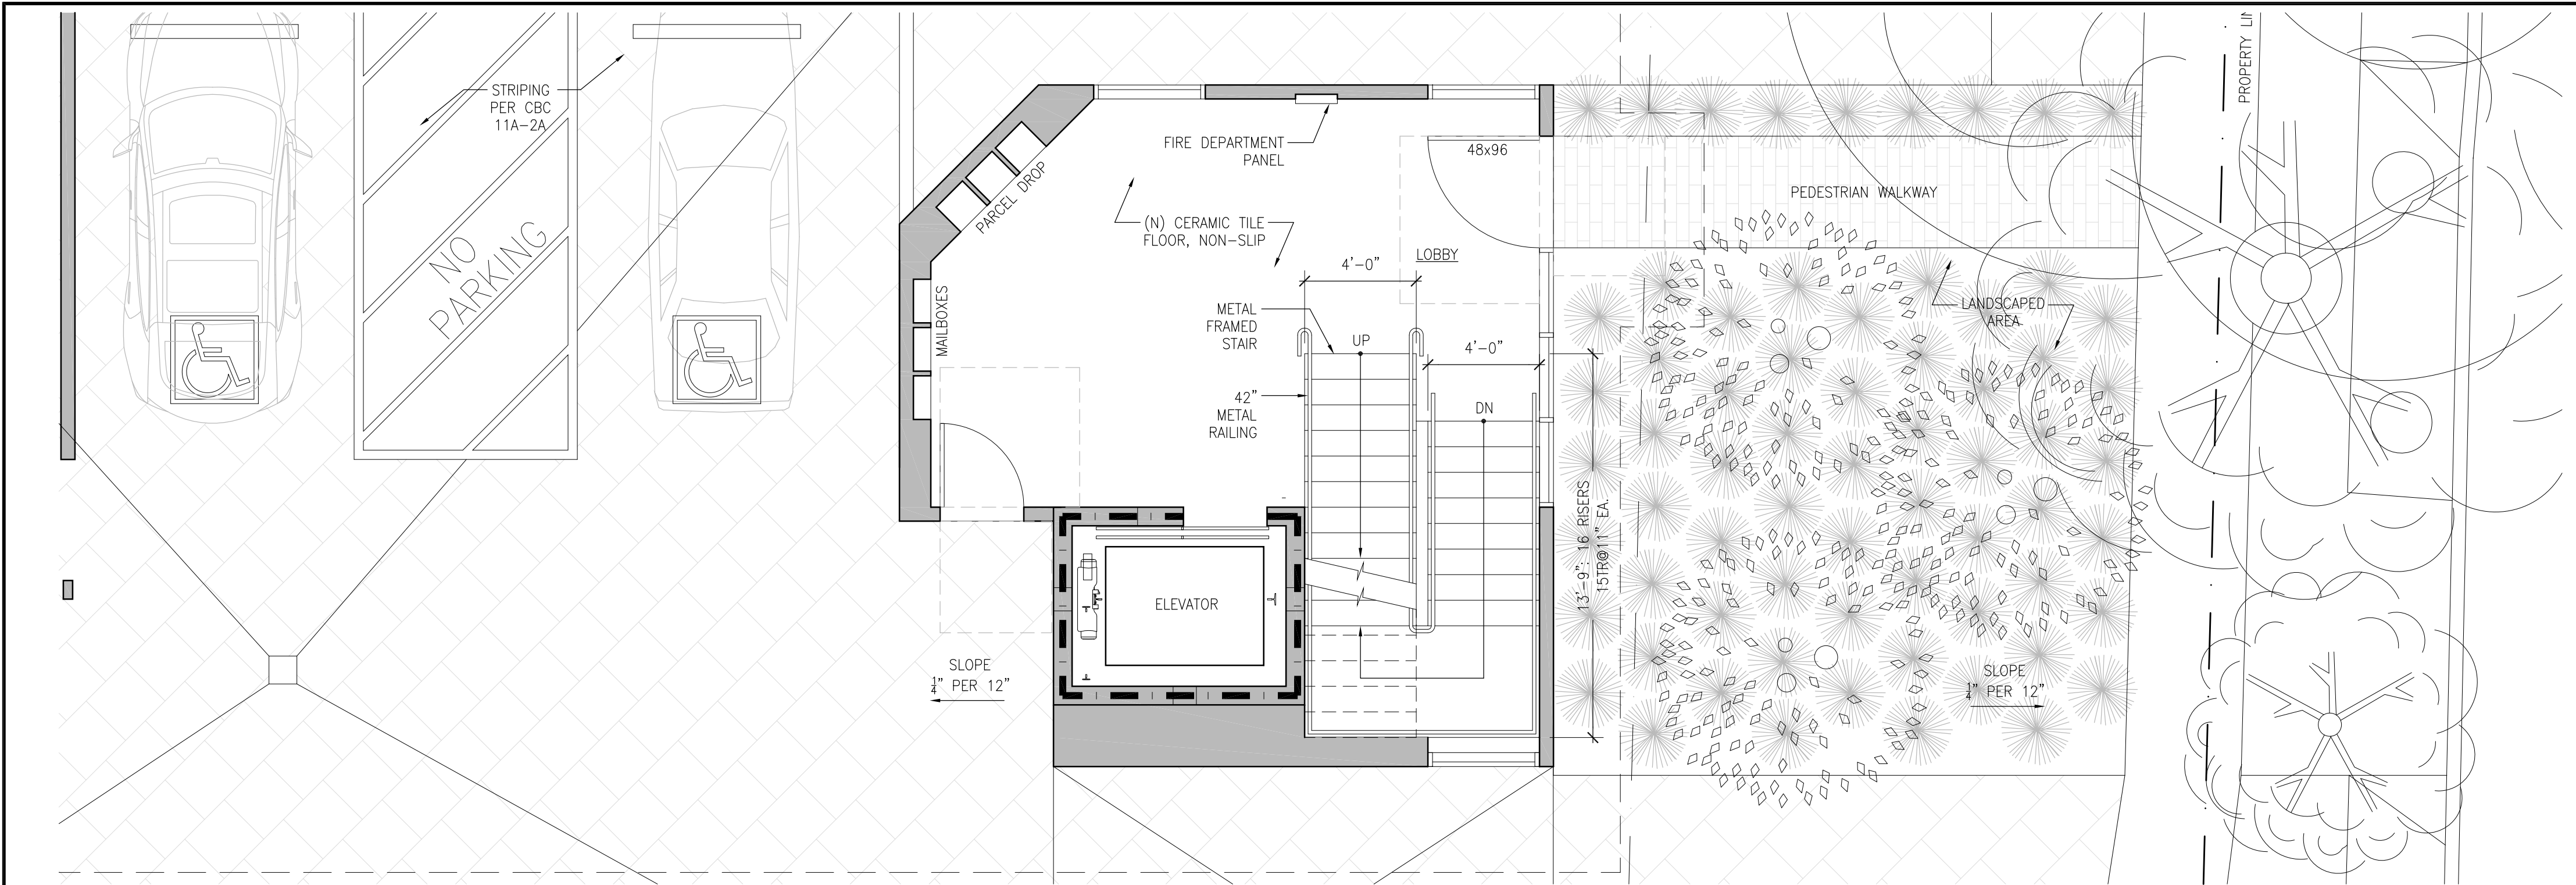 STRIPING
PER CBC
11A-2A
NO
PARKING
FIRE DEPARTMENT
PANEL
PARCEL DROP
(N) CERAMIC TILE
FLOOR, NON-SLIP
MAILBOXES
48x96
LOBBY
4'-0"
METAL
FRAMED
STAIR
UP
4'-0"
42"
METAL
RAILING
DN
13'-9": 16 RISERS
15TR@11" EA.
ELEVATOR
SLOPE
1/4" PER 12"
PEDESTRIAN WALKWAY
LANDSCAPED
AREA
SLOPE
1/4" PER 12"
PROPERTY